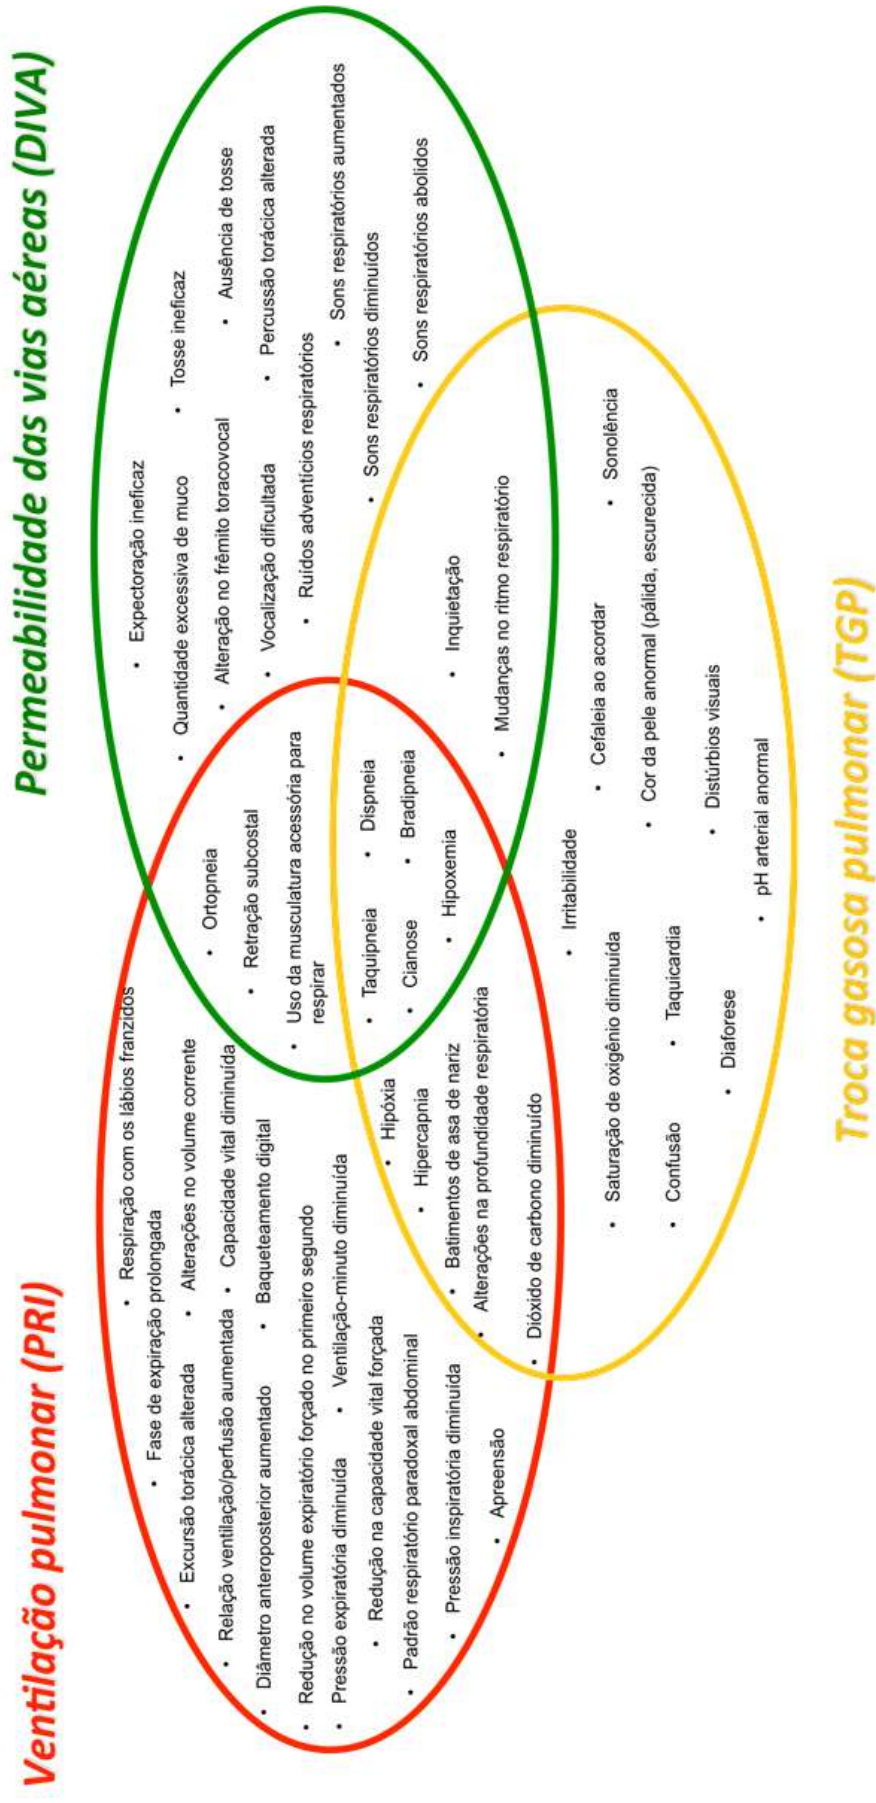 Ventilação pulmonar (PRI)
Permeabilidade das vias aéreas (DIVA)
• Respiração com os lábios franzidos
• Fase de expiração prolongada
• Excursão torácica alterada
• Alterações no volume corrente
• Relação ventilação/perfusão aumentada
• Capacidade vital diminuída
• Diâmetro anteroposterior aumentado
• Baqueteamento digital
• Redução no volume expiratório forçado no primeiro segundo
• Pressão expiratória diminuída
• Ventilação-minuto diminuída
• Redução na capacidade vital forçada
• Padrão respiratório paradoxal abdominal
• Pressão inspiratória diminuída
• Apreensão
• Ortopneia
• Retração subcostal
• Uso da musculatura acessória para
respirar
• Expectoração ineficaz
• Quantidade excessiva de muco
• Tosse ineficaz
• Alteração no frêmito toracovocal
• Ausência de tosse
• Vocalização dificultada
• Percussão torácica alterada
• Ruídos adventícios respiratórios
• Sons respiratórios aumentados
• Sons respiratórios diminuídos
• Sons respiratórios abolidos
• Taquipneia
• Dispneia
• Cianose
• Bradipneia
• Hipoxemia
• Hipóxia
• Hipercapnia
• Batimentos de asa de nariz
• Alterações na profundidade respiratória
• Dióxido de carbono diminuído
• Inquietação
• Mudanças no ritmo respiratório
• Irritabilidade
• Cefaleia ao acordar
• Sonolência
• Saturação de oxigênio diminuída
• Cor da pele anormal (pálida, escurecida)
• Confusão
• Taquicardia
• Distúrbios visuais
• Diaforese
• pH arterial anormal
Troca gasosa pulmonar (TGP)